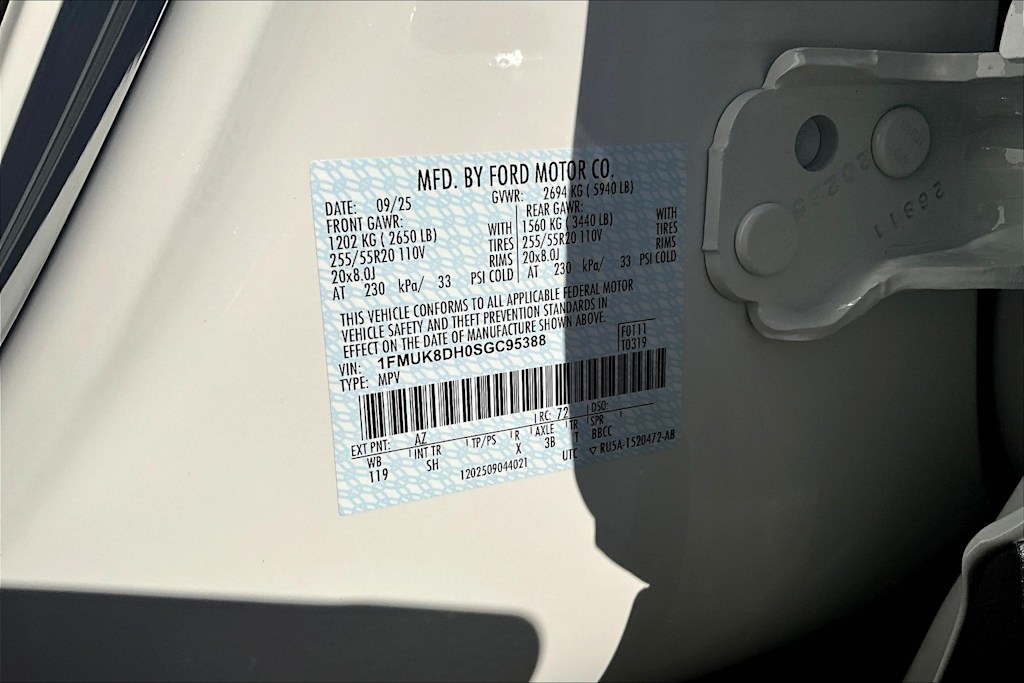 MFD. BY FORD MOTOR CO.
DATE: 09/25 GVWR: 2694 KG ( 5940 LB)
FRONT GAWR: REAR GAWR:
1202 KG ( 2650 LB) WITH 1560 KG ( 3440 LB) WITH
255/55R20 110V TIRES 255/55R20 110V TIRES
20x8.0J RIMS 20x8.0J RIMS
AT 230 kPa/ 33 PSI COLD AT 230 kPa/ 33 PSI COLD
THIS VEHICLE CONFORMS TO ALL APPLICABLE FEDERAL MOTOR
VEHICLE SAFETY AND THEFT PREVENTION STANDARDS IN
EFFECT ON THE DATE OF MANUFACTURE SHOWN ABOVE.
VIN: 1FMUK8DH0SGC95388 F0111
TYPE: MPV T0319
EXT PNT: AZ RC: 72 DSO:
WB INT TR TP/PS R AXLE TR SPR
119 SH X 3B T BBCC
1202509044021 UTC ▽ RU5A-1520472-AB
26911